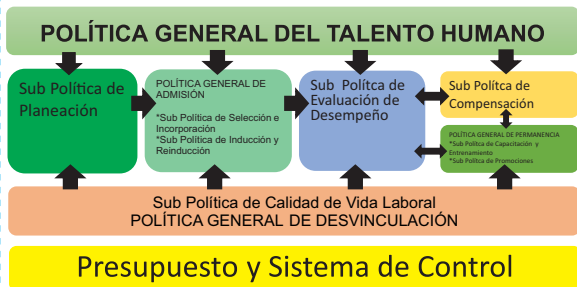 POLÍTICA GENERAL DEL TALENTO HUMANO
Sub Política de
Planeación
POLÍTICA GENERAL DE
ADMISIÓN
*Sub Política de Selección e
Incorporación
*Sub Política de Inducción y
Reinducción
Sub Polítca de
Evaluación de
Desempeño
Sub Polítca de
Compensación
POLÍTICA GENERAL DE PERMANENCIA
*Sub Polítca de Capacitación y
Entrenamiento
*Sub Polítca de Promociones
Sub Política de Calidad de Vida Laboral
POLÍTICA GENERAL DE DESVINCULACIÓN
Presupuesto y Sistema de Control